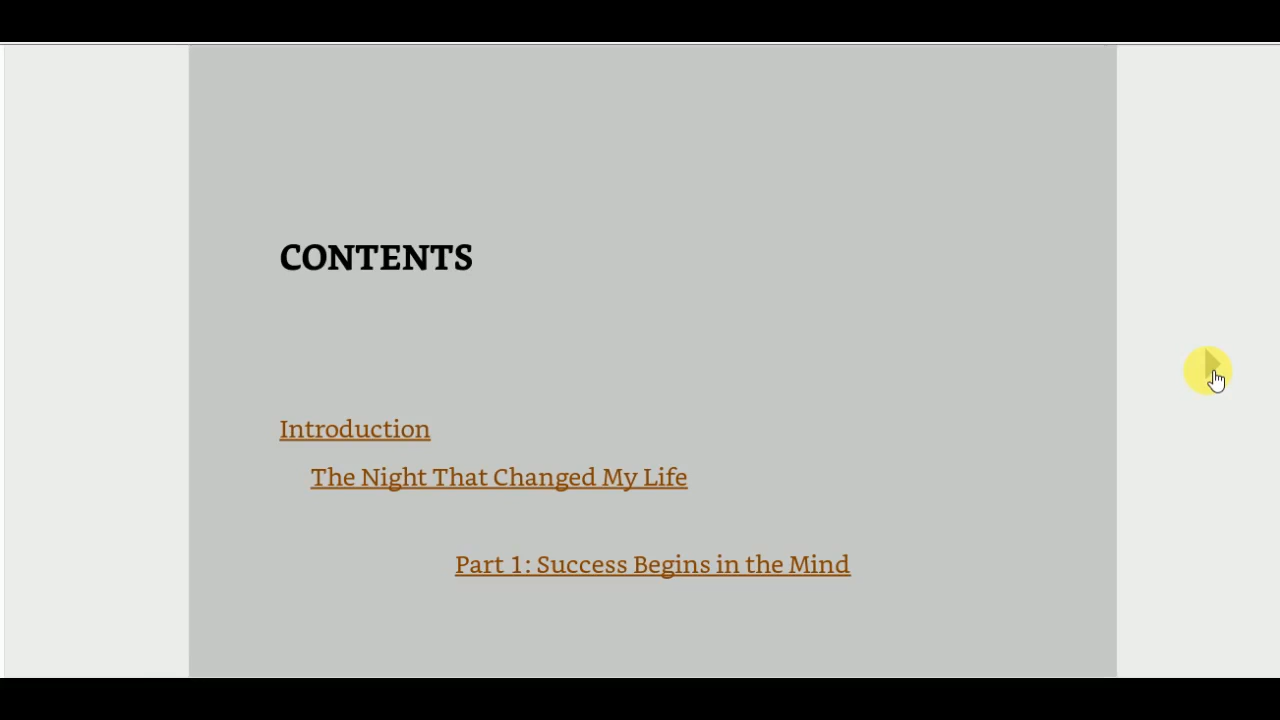 CONTENTS
Introduction
The Night That Changed My Life
Part 1: Success Begins in the Mind